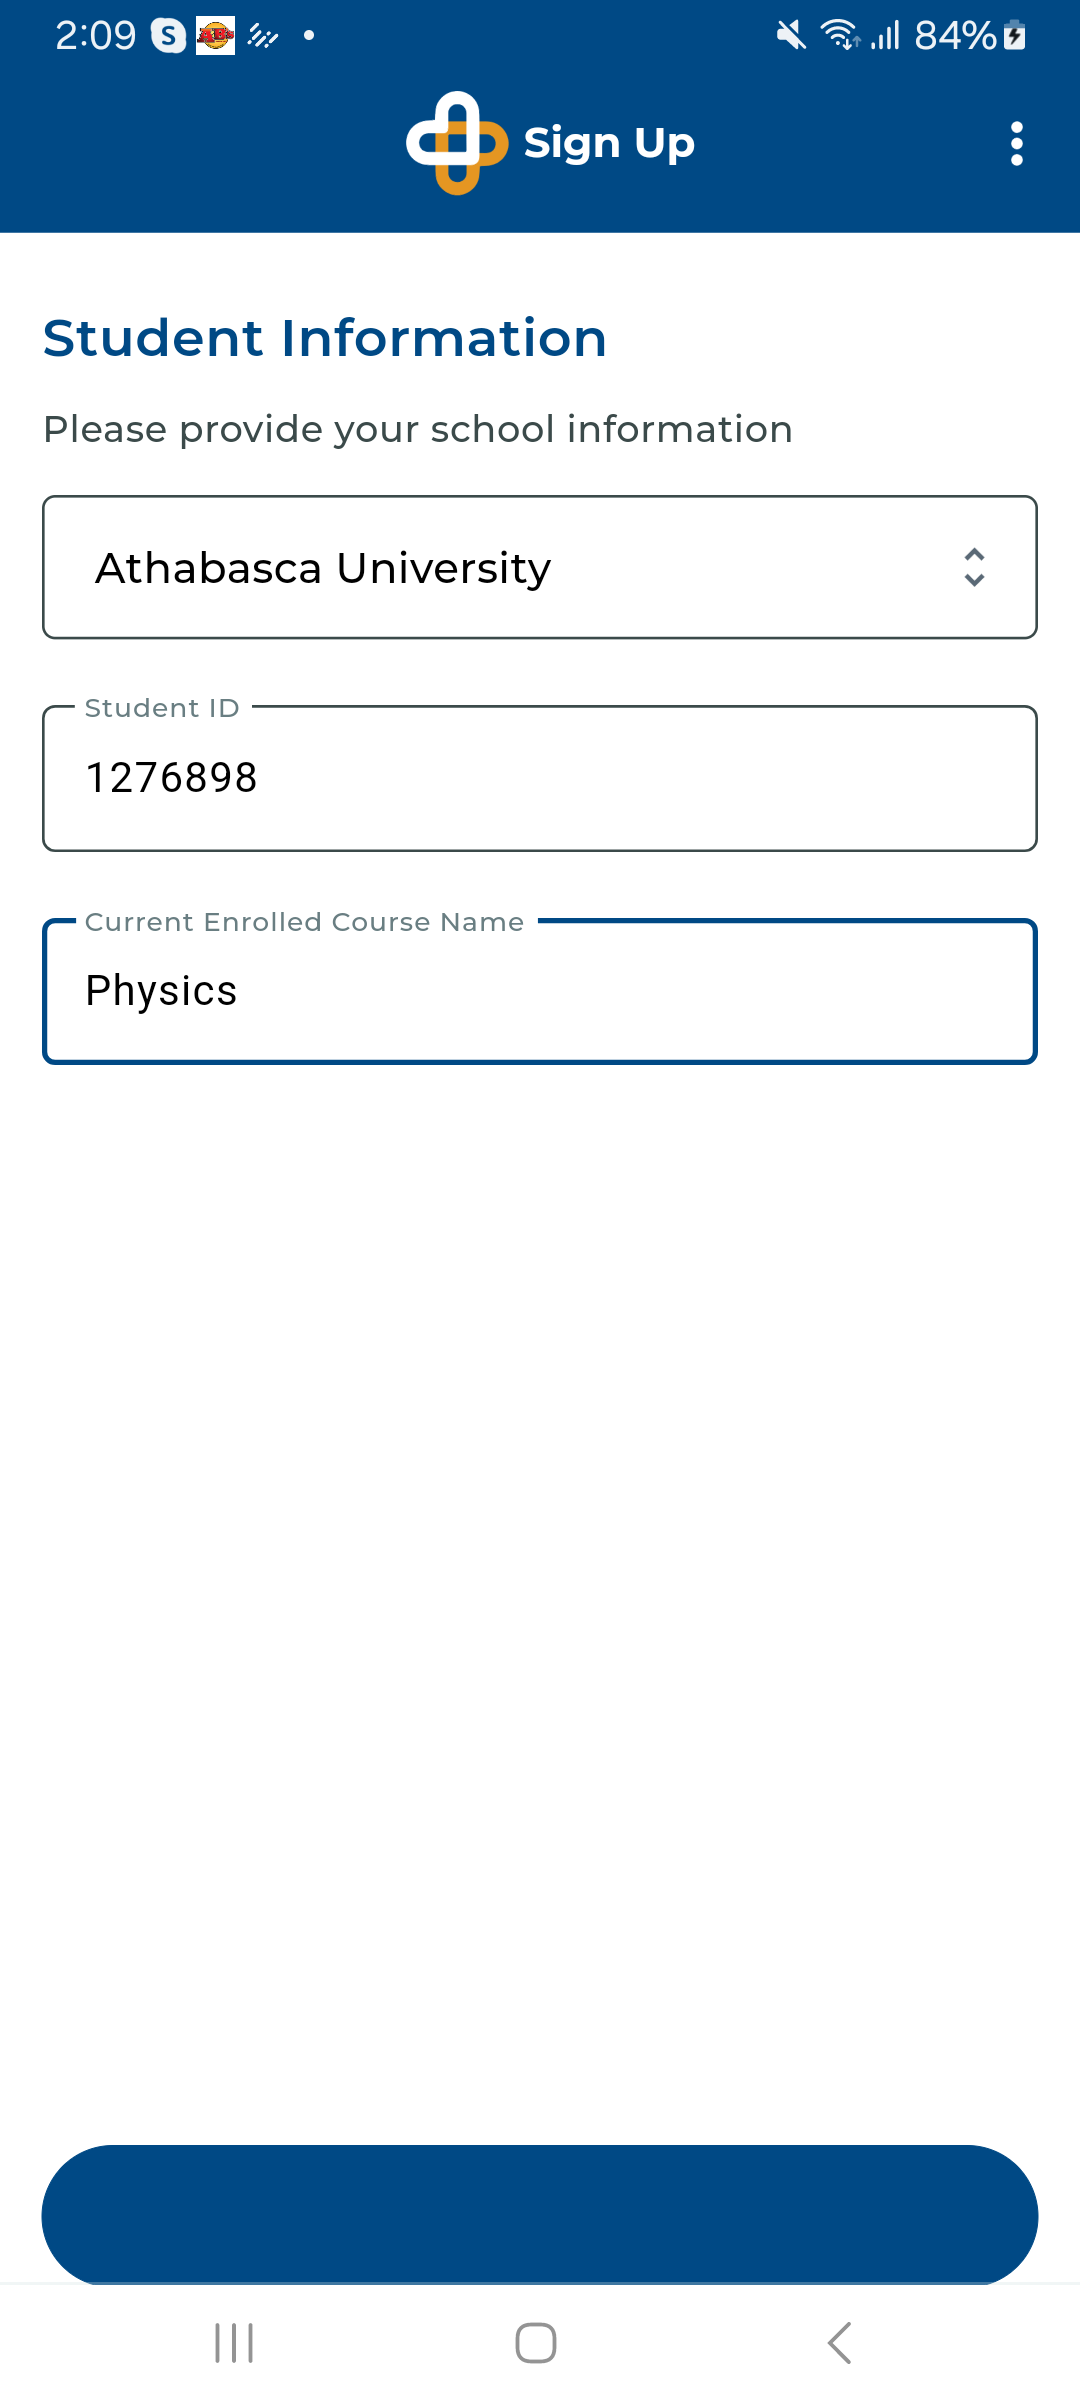 2:09 S AB's 84%
Sign Up
Student Information
Please provide your school information
Athabasca University
Student ID
1276898
Current Enrolled Course Name
Physics